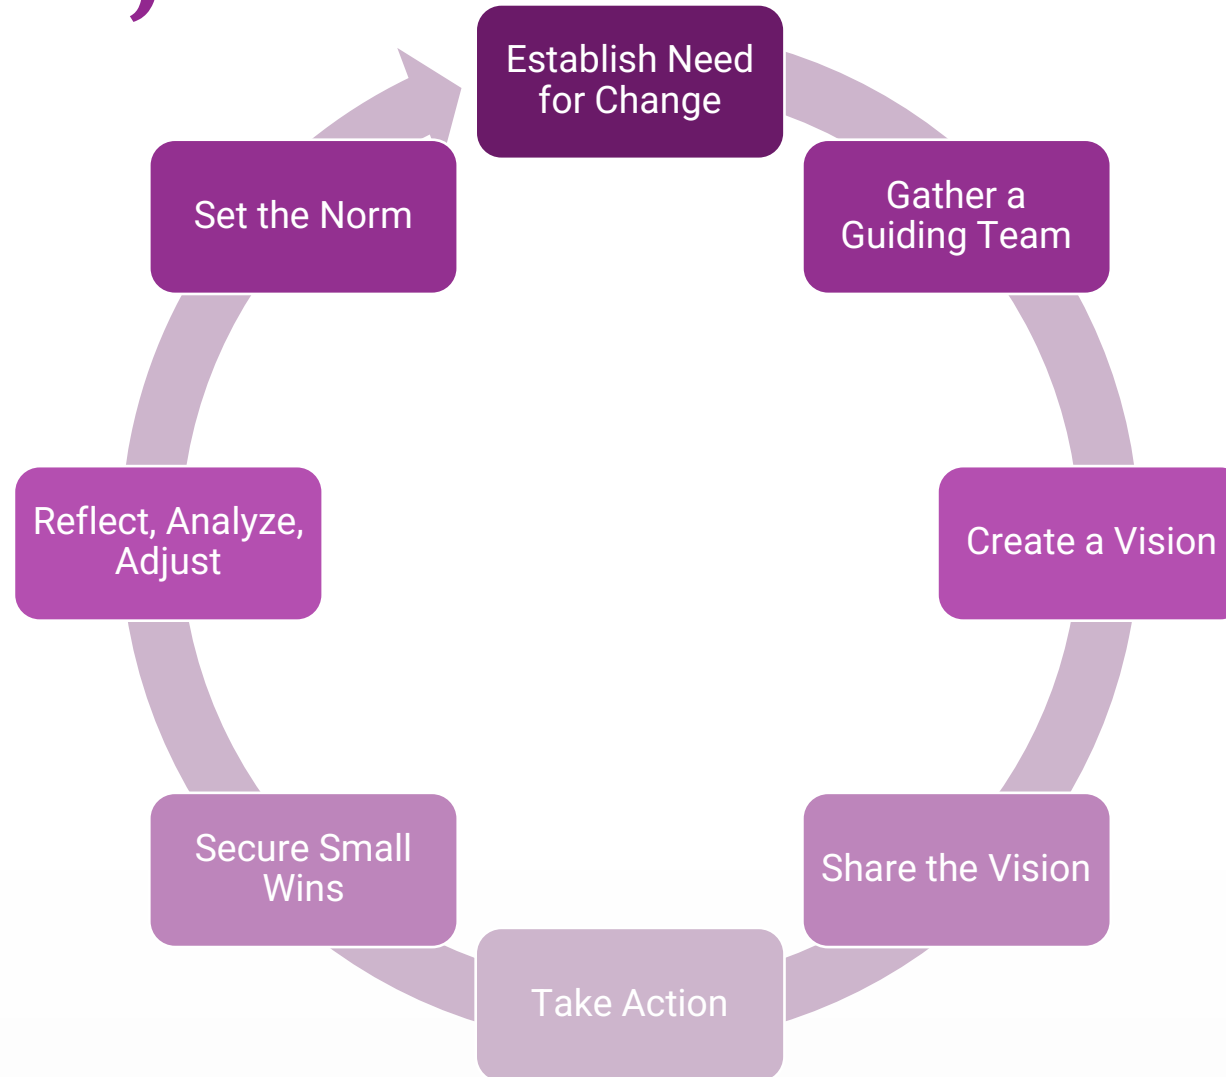 Establish Need
for Change
Gather a
Guiding Team
Create a Vision
Share the Vision
Take Action
Secure Small
Wins
Reflect, Analyze,
Adjust
Set the Norm